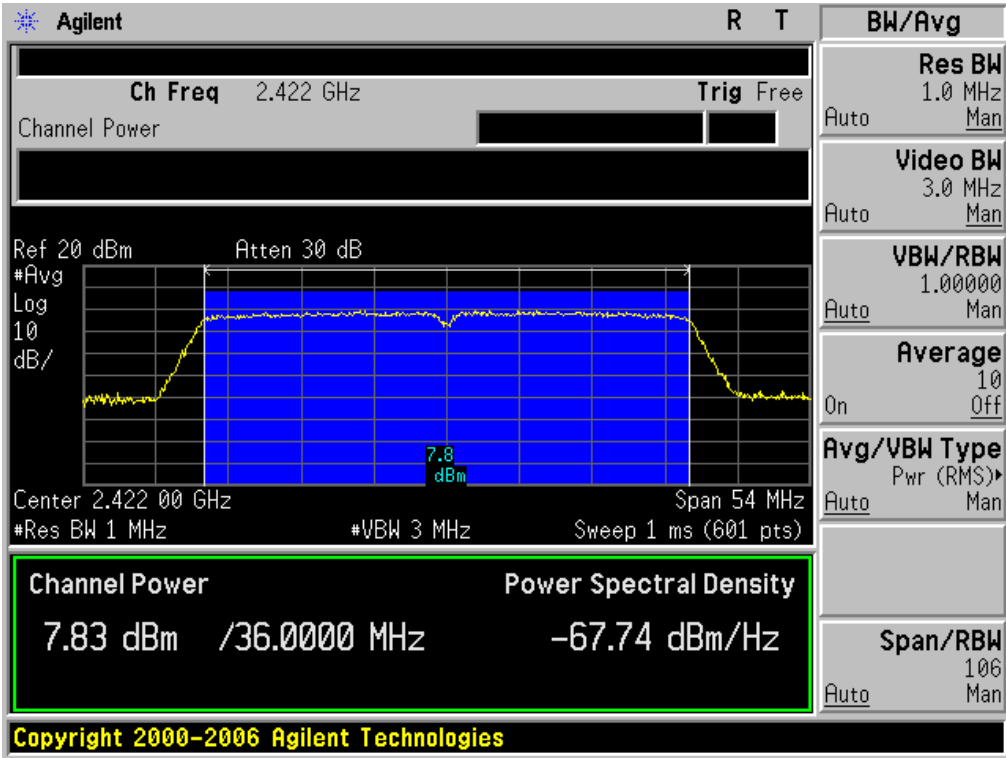 Agilent
R T
Ch Freq 2.422 GHz
Trig Free
Channel Power
Ref 20 dBm
Atten 30 dB
#Avg
Log
10
dB/
7.8
dBm
Center 2.422 00 GHz
Span 54 MHz
#Res BW 1 MHz
#VBW 3 MHz
Sweep 1 ms (601 pts)
Channel Power
Power Spectral Density
7.83 dBm /36.0000 MHz
-67.74 dBm/Hz
Copyright 2000-2006 Agilent Technologies
BW/Avg
Res BW
1.0 MHz
Auto Man
Video BW
3.0 MHz
Auto Man
VBW/RBW
1.00000
Auto Man
Average
10
On Off
Avg/VBW Type
Pwr (RMS)▸
Auto Man
Span/RBW
106
Auto Man